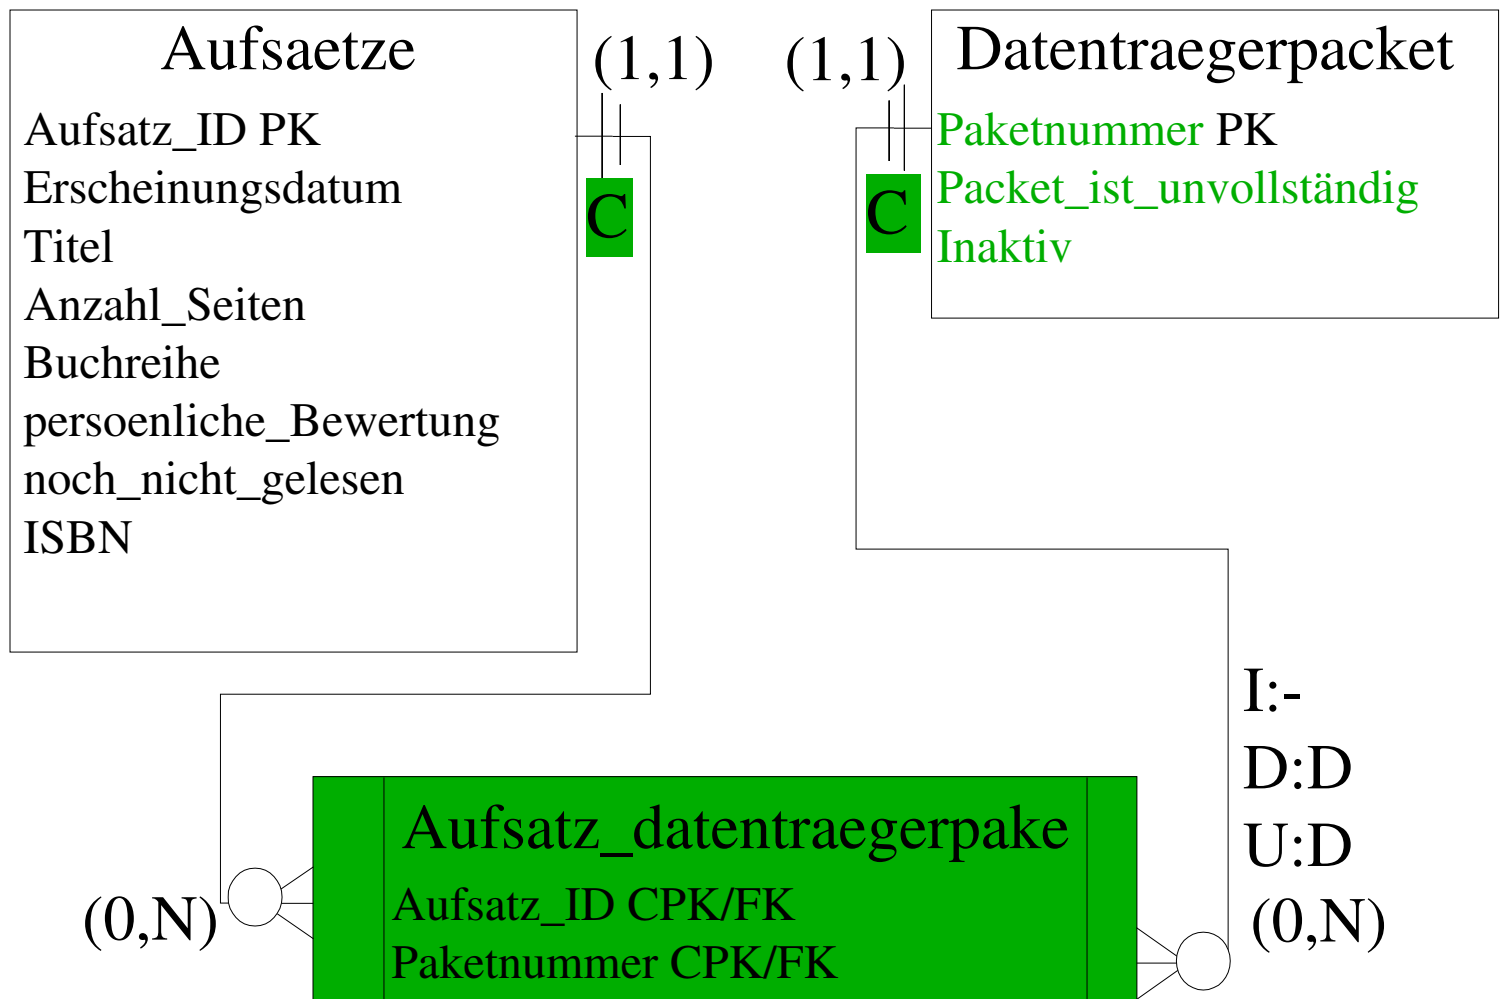 Aufsaetze
(1,1)
Aufsatz_ID PK
Erscheinungsdatum
Titel
Anzahl_Seiten
Buchreihe
persoenliche_Bewertung
noch_nicht_gelesen
ISBN
C
(1,1)
Datentraegerpacket
Paketnummer PK
Packet_ist_unvollständig
Inaktiv
C
I:-
D:D
U:D
(0,N)
(0,N)
Aufsatz_datentraegerpake
Aufsatz_ID CPK/FK
Paketnummer CPK/FK